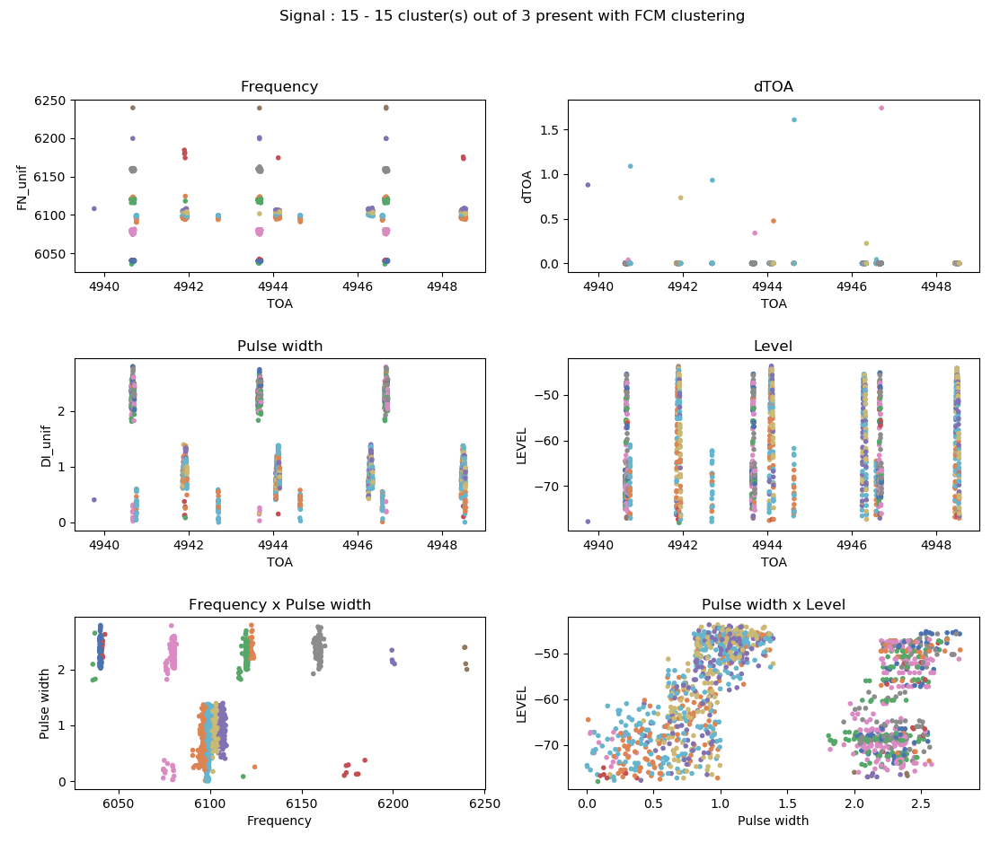 Signal : 15 - 15 cluster(s) out of 3 present with FCM clustering
Frequency
FN_unif
6250
6200
6150
6100
6050
4940 4942 4944 4946 4948
TOA
dTOA
dTOA
1.5
1.0
0.5
0.0
4940 4942 4944 4946 4948
TOA
Pulse width
DI_unif
2
1
0
4940 4942 4944 4946 4948
TOA
Level
LEVEL
−50
−60
−70
4940 4942 4944 4946 4948
TOA
Frequency x Pulse width
Pulse width
2
1
0
6050 6100 6150 6200 6250
Frequency
Pulse width x Level
LEVEL
−50
−60
−70
0.0 0.5 1.0 1.5 2.0 2.5
Pulse width